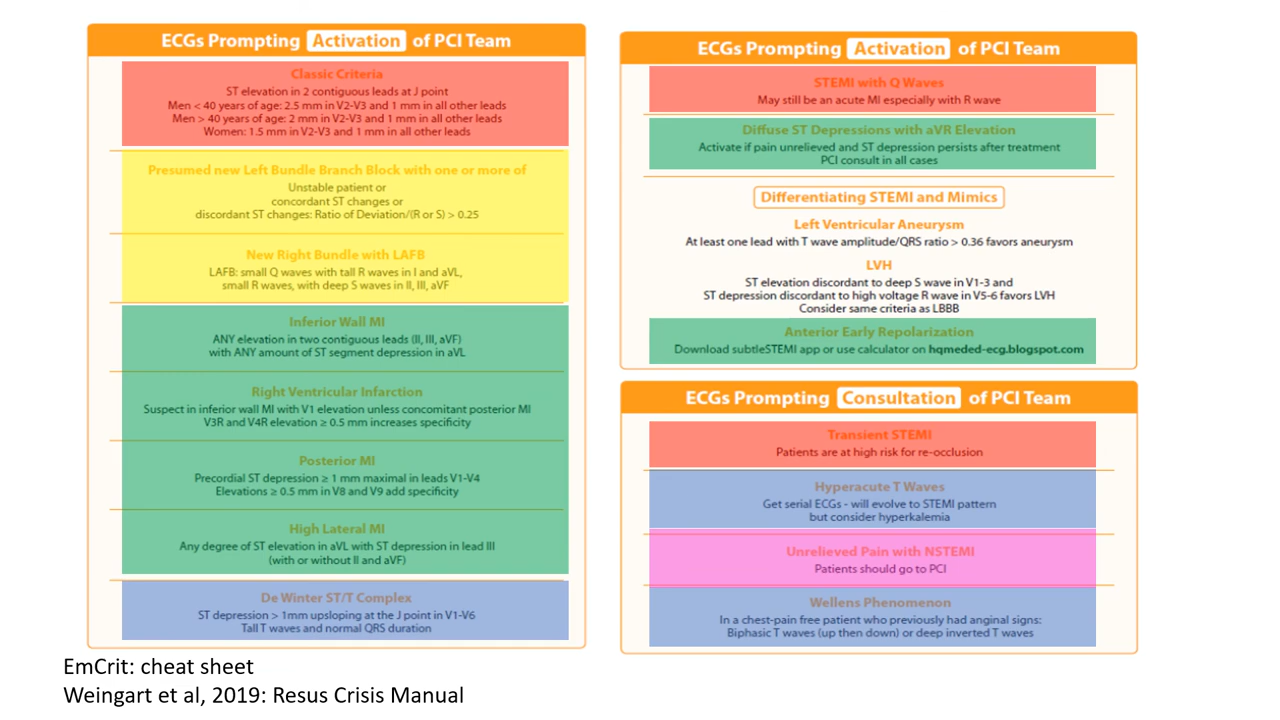 ECGs Prompting Activation of PCI Team
Classic Criteria
ST elevation in 2 contiguous leads at J point
Men < 40 years of age: 2.5 mm in V2-V3 and 1 mm in all other leads
Men > 40 years of age: 2 mm in V2-V3 and 1 mm in all other leads
Women: 1.5 mm in V2-V3 and 1 mm in all other leads
Presumed new Left Bundle Branch Block with one or more of
Unstable patient or
concordant ST changes or
discordant ST changes: Ratio of Deviation/(R or S) > 0.25
New Right Bundle with LAFB
LAFB: small Q waves with tall R waves in I and aVL,
small R waves, with deep S waves in II, III, aVF
Inferior Wall MI
ANY elevation in two contiguous leads (II, III, aVF)
with ANY amount of ST segment depression in aVL
Right Ventricular Infarction
Suspect in inferior wall MI with V1 elevation unless concomitant posterior MI
V3R and V4R elevation ≥ 0.5 mm increases specificity
Posterior MI
Precordial ST depression ≥ 1 mm maximal in leads V1-V4
Elevations ≥ 0.5 mm in V8 and V9 add specificity
High Lateral MI
Any degree of ST elevation in aVL with ST depression in lead III
(with or without II and aVF)
De Winter ST/T Complex
ST depression > 1mm upsloping at the J point in V1-V6
Tall T waves and normal QRS duration
ECGs Prompting Activation of PCI Team
STEMI with Q Waves
May still be an acute MI especially with R wave
Diffuse ST Depressions with aVR Elevation
Activate if pain unrelieved and ST depression persists after treatment
PCI consult in all cases
Differentiating STEMI and Mimics
Left Ventricular Aneurysm
At least one lead with T wave amplitude/QRS ratio > 0.36 favors aneurysm
LVH
ST elevation discordant to deep S wave in V1-3 and
ST depression discordant to high voltage R wave in V5-6 favors LVH
Consider same criteria as LBBB
Anterior Early Repolarization
Download subtleSTEMI app or use calculator on hqmeded-ecg.blogspot.com
ECGs Prompting Consultation of PCI Team
Transient STEMI
Patients are at high risk for re-occlusion
Hyperacute T Waves
Get serial ECGs - will evolve to STEMI pattern
but consider hyperkalemia
Unrelieved Pain with NSTEMI
Patients should go to PCI
Wellens Phenomenon
In a chest-pain free patient who previously had anginal signs:
Biphasic T waves (up then down) or deep inverted T waves
EmCrit: cheat sheet
Weingart et al, 2019: Resus Crisis Manual